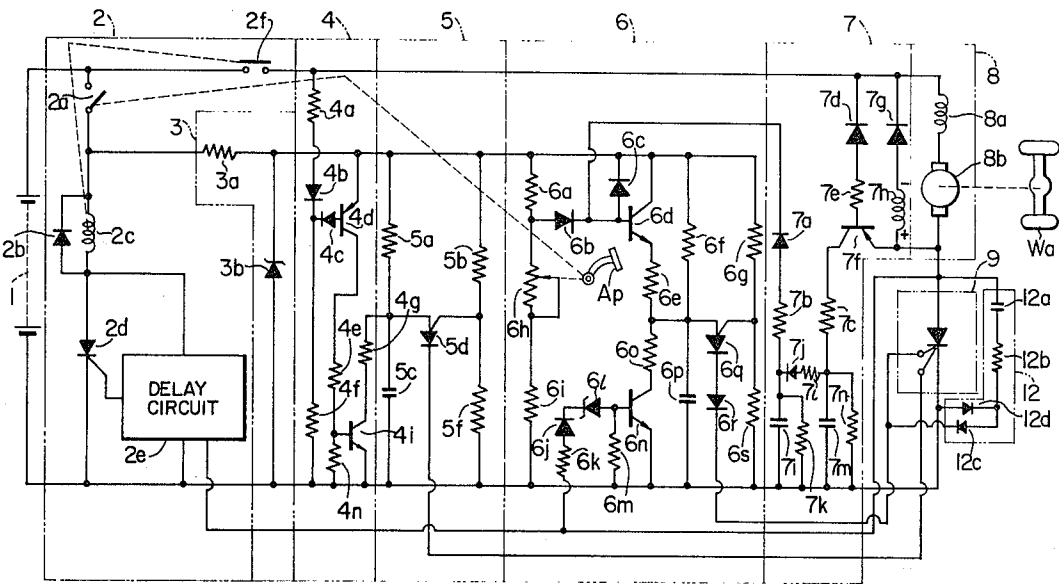 2
2f
4
5
6
7
8
2a
3
4a
7d
7g
8a
3a
6c
8b
4b
6a
7e
7h
-
+
2b
2c
4d
4c
6b
6d
7a
7f
Wa
5a
5b
6f
6g
9
1
3b
Ap
6e
12a
6h
7b
7c
2d
4e
4g
5d
6o
6q
7j
7l
12b
DELAY
CIRCUIT
4f
5c
6i
6l
6p
7n
12
5f
6j
6r
12d
4i
6n
6s
2e
6k
7i
7m
12c
4n
6m
7k